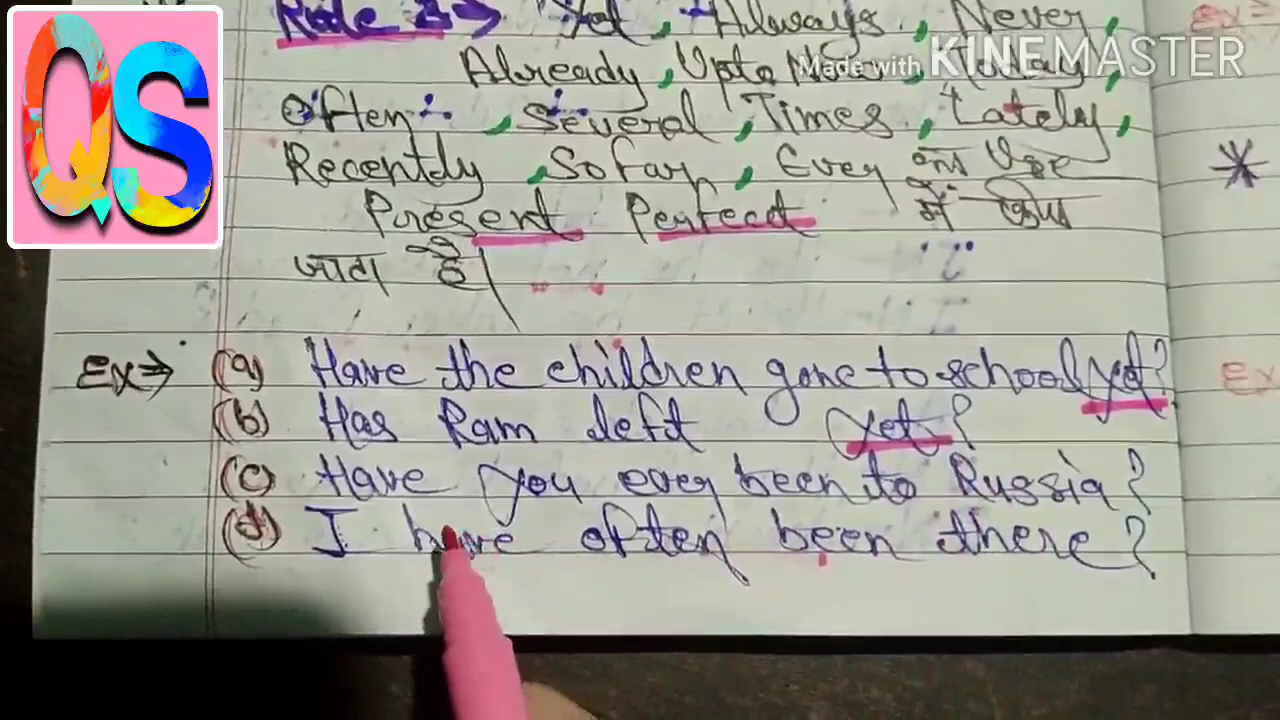 QS
Made with KINEMASTER
Rule 2 ⇒ Yet, Always, Never,
Already, Upto Now, Today,
Often, Several, Times, Lately,
Recently, So far, Ever का Use
Present Perfect में किया
जाता है।
Ex ⇒ (a) Have the children gone to school yet?
(b) Has Ram left yet?
(c) Have you ever been to Russia?
(d) I have often been there?
Ex